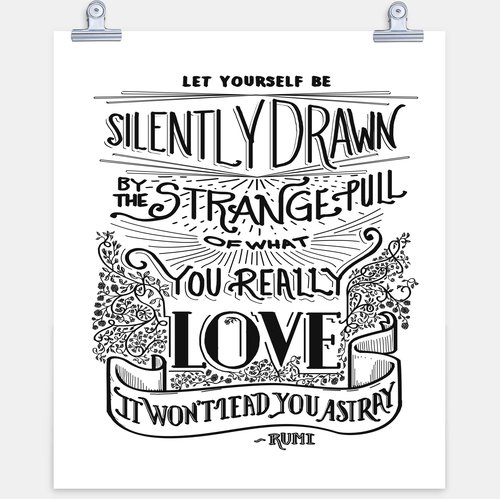 LET YOURSELF BE
SILENTLY DRAWN
BY THE STRANGE PULL
OF WHAT
YOU REALLY
LOVE
IT WON'T LEAD YOU ASTRAY
~RUMI